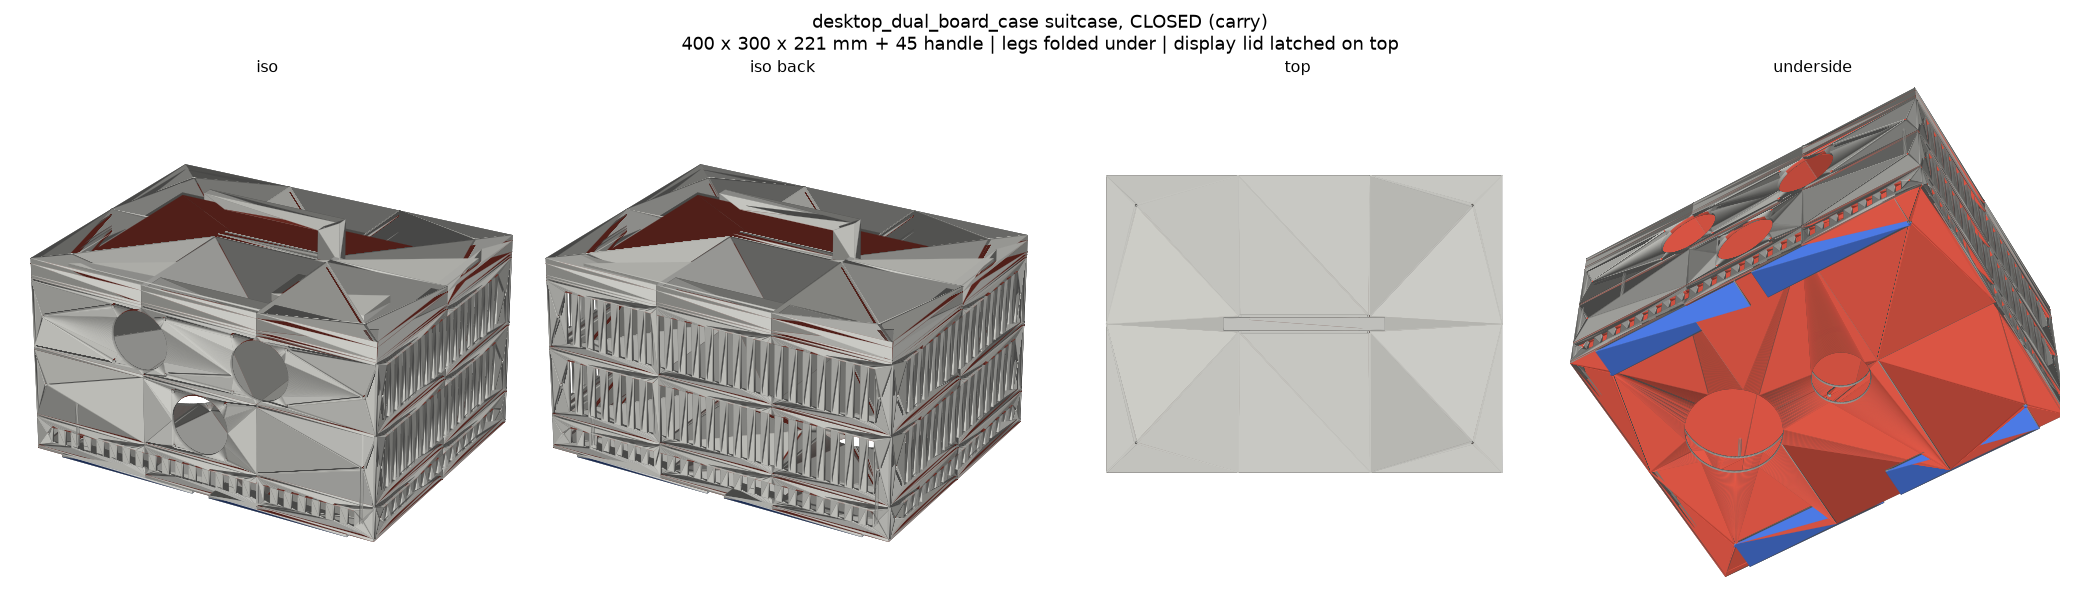 desktop_dual_board_case suitcase, CLOSED (carry)
400 x 300 x 221 mm + 45 handle | legs folded under | display lid latched on top
iso
iso back
top
underside